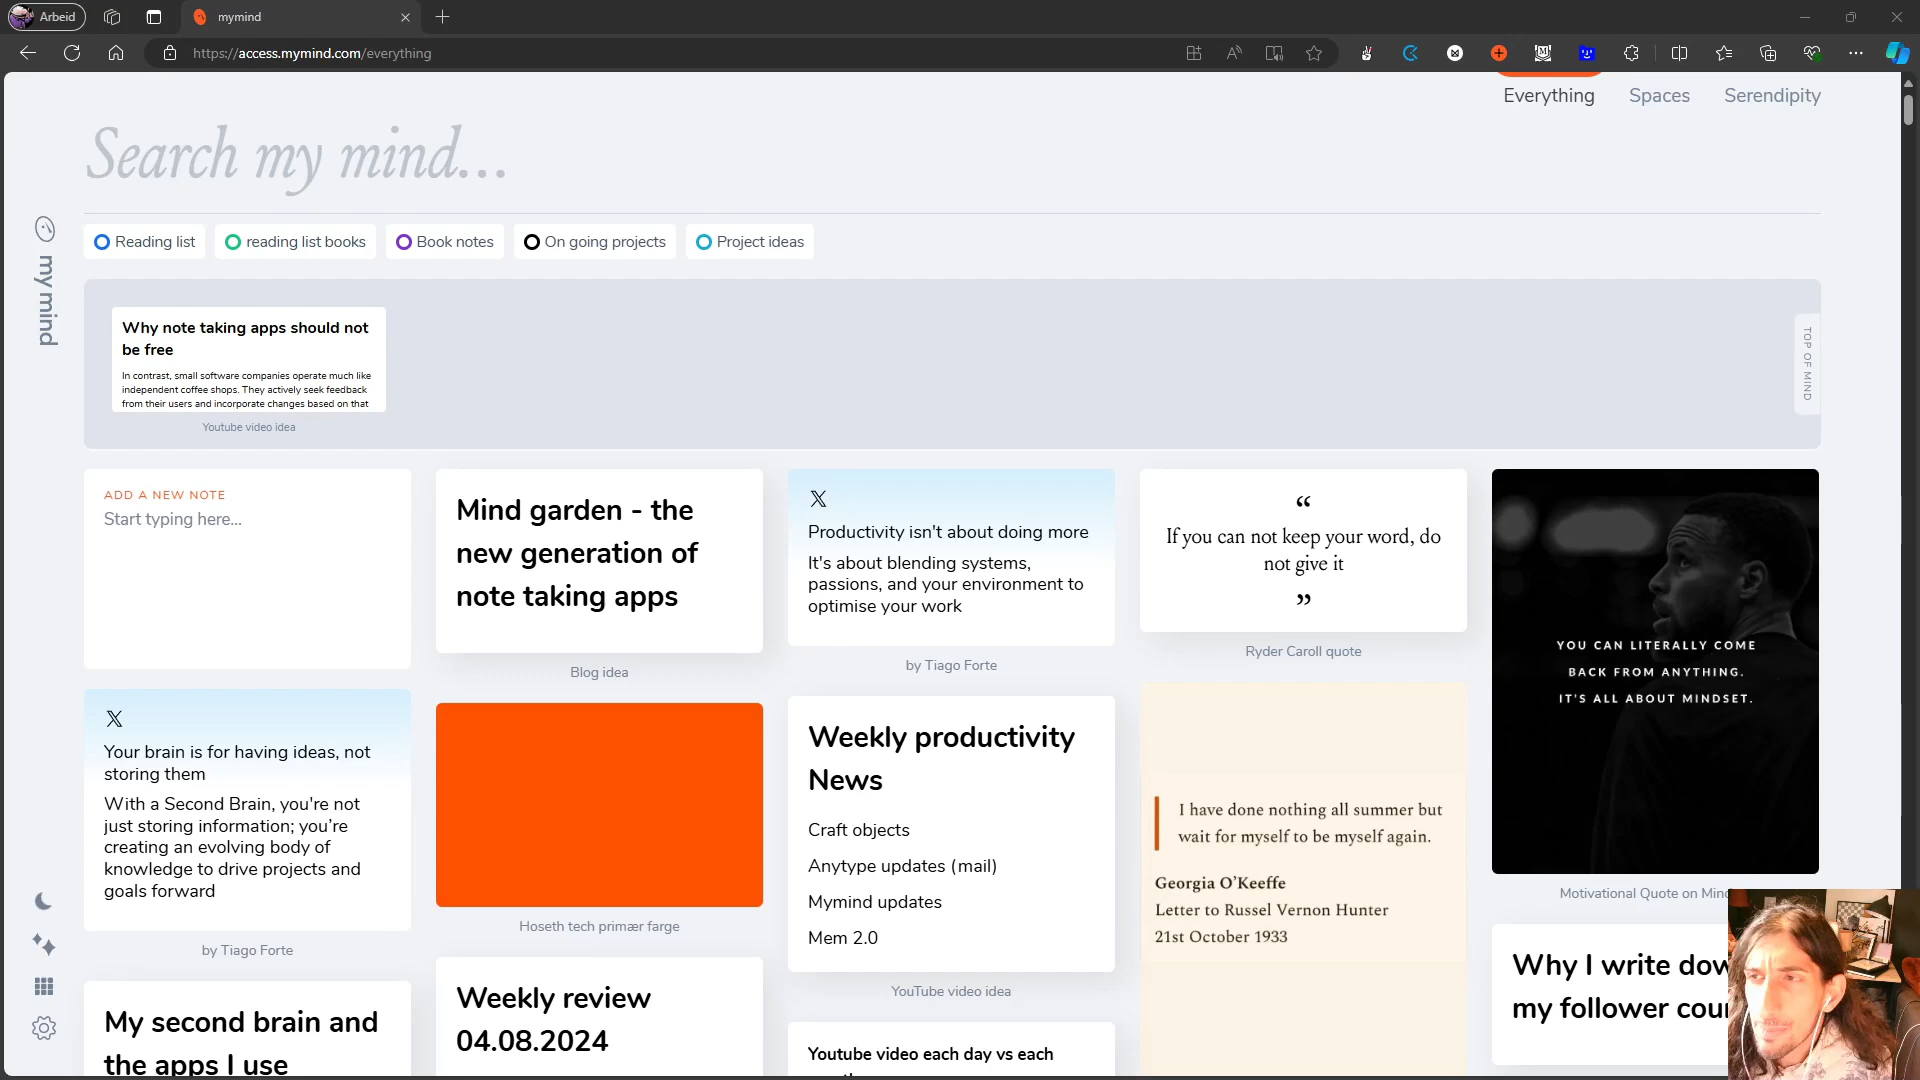 Arbeid
mymind
https://access.mymind.com/everything
Everything
Spaces
Serendipity
Search my mind...
Reading list
reading list books
Book notes
On going projects
Project ideas
my mind
Why note taking apps should not
be free
In contrast, small software companies operate much like
independent coffee shops. They actively seek feedback
from their users and incorporate changes based on that
Youtube video idea
TOP OF MIND
ADD A NEW NOTE
Start typing here...
Your brain is for having ideas, not
storing them
With a Second Brain, you're not
just storing information; you're
creating an evolving body of
knowledge to drive projects and
goals forward
by Tiago Forte
My second brain and
the apps I use
Mind garden - the
new generation of
note taking apps
Blog idea
Hoseth tech primær farge
Weekly review
04.08.2024
Productivity isn't about doing more
It's about blending systems,
passions, and your environment to
optimise your work
by Tiago Forte
Weekly productivity
News
Craft objects
Anytype updates (mail)
Mymind updates
Mem 2.0
YouTube video idea
Youtube video each day vs each
“
If you can not keep your word, do
not give it
”
Ryder Caroll quote
I have done nothing all summer but
wait for myself to be myself again.
Georgia O’Keeffe
Letter to Russel Vernon Hunter
21st October 1933
YOU CAN LITERALLY COME
BACK FROM ANYTHING.
IT'S ALL ABOUT MINDSET.
Motivational Quote on
Why I write
my follower